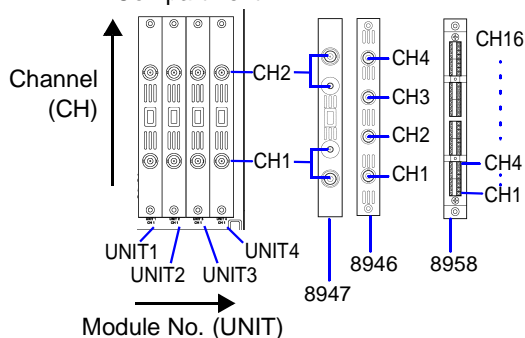 Channel
(CH)
CH2
CH1
UNIT1
UNIT2
UNIT3
UNIT4
Module No. (UNIT)
8947
CH4
CH3
CH2
CH1
8946
CH16
CH4
CH1
8958